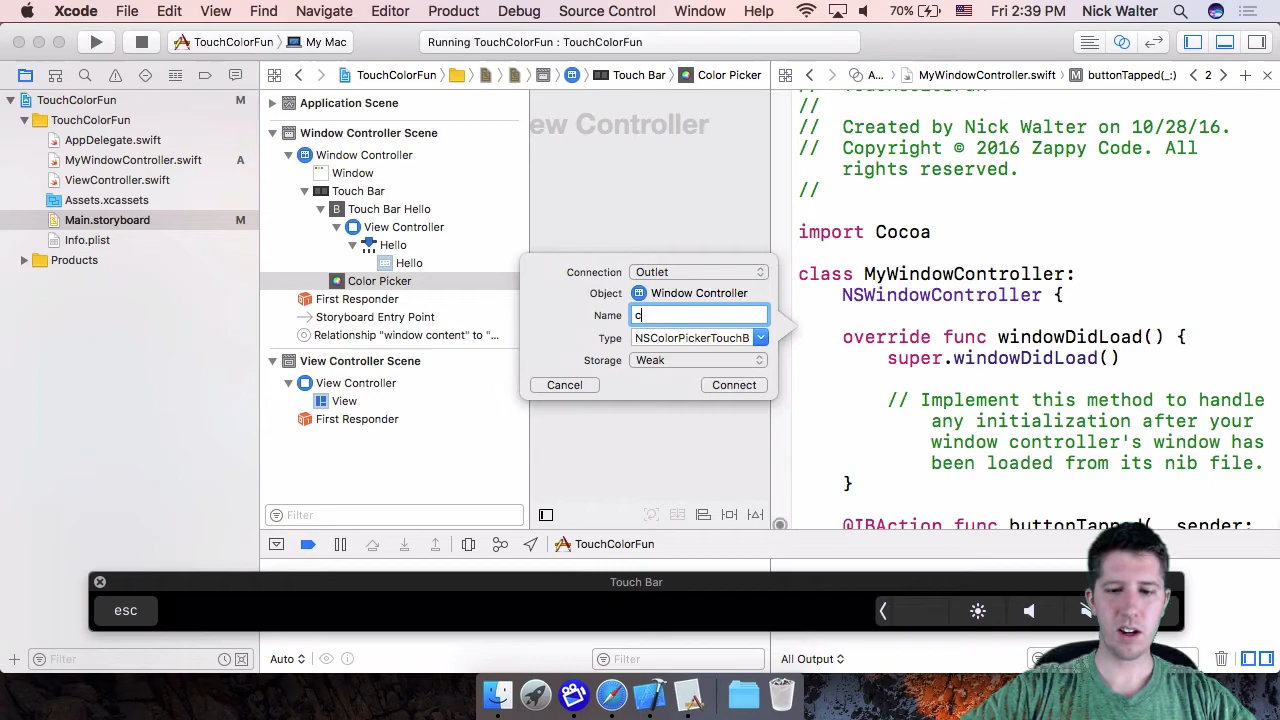 Xcode File Edit View Find Navigate Editor Product Debug Source Control Window Help 70% Fri 2:39 PM Nick Walter
TouchColorFun My Mac Running TouchColorFun : TouchColorFun
TouchColorFun Touch Bar Color Picker A... MyWindowController.swift M buttonTapped(_:) 2
TouchColorFun M
TouchColorFun
AppDelegate.swift
MyWindowController.swift A
ViewController.swift
Assets.xcassets
Main.storyboard M
Info.plist
Products
Application Scene
Window Controller Scene
Window Controller
Window
Touch Bar
B Touch Bar Hello
View Controller
Hello
Hello
Color Picker
First Responder
Storyboard Entry Point
Relationship "window content" to "...
View Controller Scene
View Controller
View
First Responder
Filter
ew Controller
Connection Outlet
Object Window Controller
Name c
Type NSColorPickerTouchB
Storage Weak
Cancel Connect
// TouchColorFun
//
// Created by Nick Walter on 10/28/16.
// Copyright © 2016 Zappy Code. All
rights reserved.
//
import Cocoa
class MyWindowController:
NSWindowController {
override func windowDidLoad() {
super.windowDidLoad()
// Implement this method to handle
any initialization after your
window controller's window has
been loaded from its nib file.
}
@IBAction func buttonTapped(_ sender:
TouchColorFun
Touch Bar
esc
Filter Auto Filter All Output